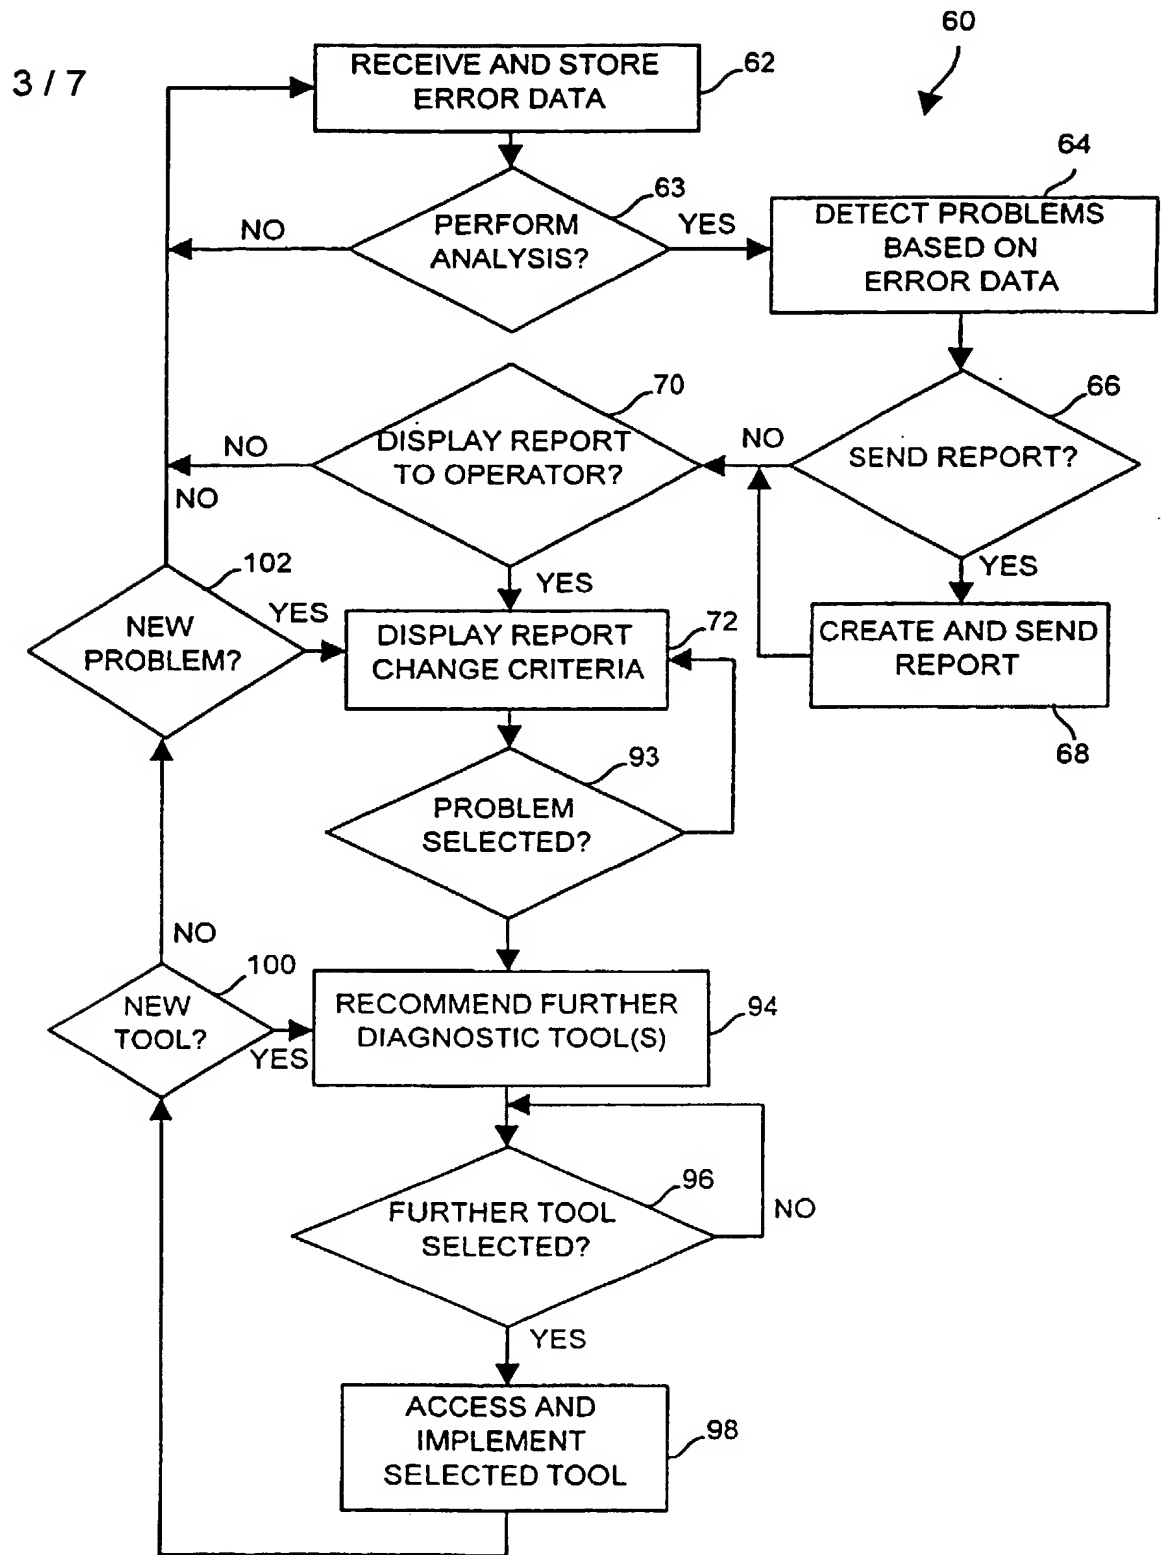 60
3 / 7
RECEIVE AND STORE
ERROR DATA
62
63
PERFORM
ANALYSIS?
NO
YES
64
DETECT PROBLEMS
BASED ON
ERROR DATA
66
SEND REPORT?
NO
YES
CREATE AND SEND
REPORT
68
70
DISPLAY REPORT
TO OPERATOR?
NO
YES
NO
102
NEW
PROBLEM?
YES
DISPLAY REPORT
CHANGE CRITERIA
72
93
PROBLEM
SELECTED?
NO
100
NEW
TOOL?
YES
RECOMMEND FURTHER
DIAGNOSTIC TOOL(S)
94
96
FURTHER TOOL
SELECTED?
NO
YES
ACCESS AND
IMPLEMENT
SELECTED TOOL
98